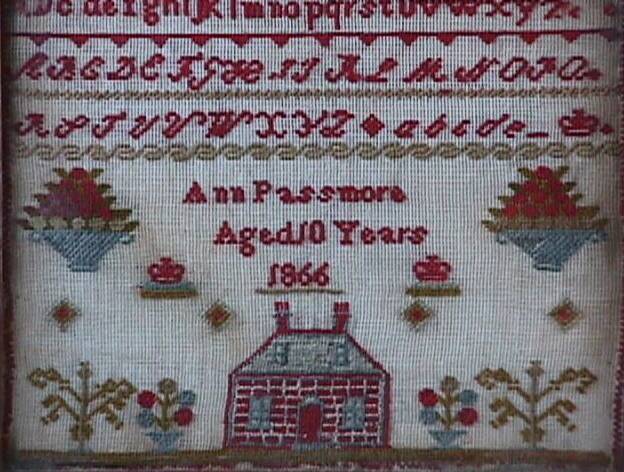 c d e f g h i j k l m n o p q r s t u v w x y z
A B C D E F G H I J K L M N O P Q
R S T U V W X Y Z a b c d e
Ann Passmore
Aged 10 Years
1866